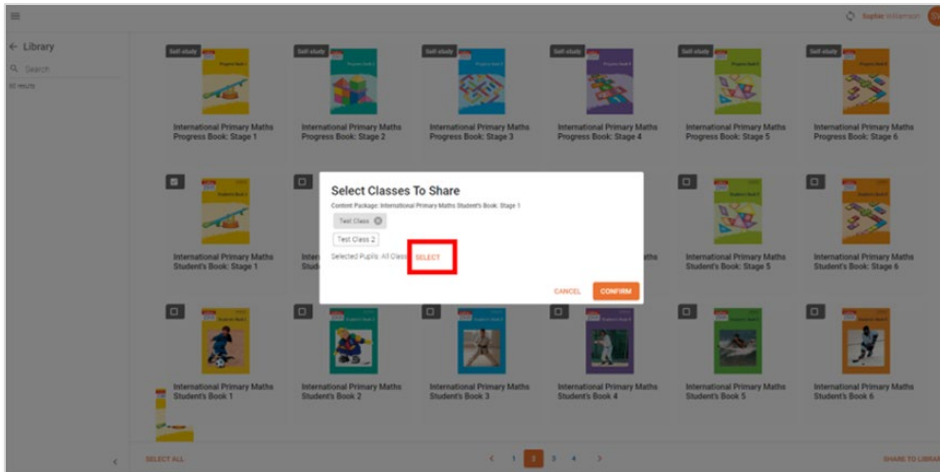 Sophie Williamson
Library
Search
Self-study
Self-study
Self-study
Self-study
Self-study
Self-study
International Primary Maths
Progress Book: Stage 1
International Primary Maths
Progress Book: Stage 2
International Primary Maths
Progress Book: Stage 3
International Primary Maths
Progress Book: Stage 4
International Primary Maths
Progress Book: Stage 5
International Primary Maths
Progress Book: Stage 6
Select Classes To Share
Content Package: International Primary Maths Student's Book: Stage 1
Test Class
Test Class 2
Selected Pupils: All Class
SELECT
CANCEL
CONFIRM
International Primary Maths
Student's Book: Stage 1
International Primary Maths
Student's Book: Stage 5
International Primary Maths
Student's Book: Stage 6
International Primary Maths
Student's Book 1
International Primary Maths
Student's Book 2
International Primary Maths
Student's Book 3
International Primary Maths
Student's Book 4
International Primary Maths
Student's Book 5
International Primary Maths
Student's Book 6
SELECT ALL
1 2 3 4
SHARE TO LIBRAR